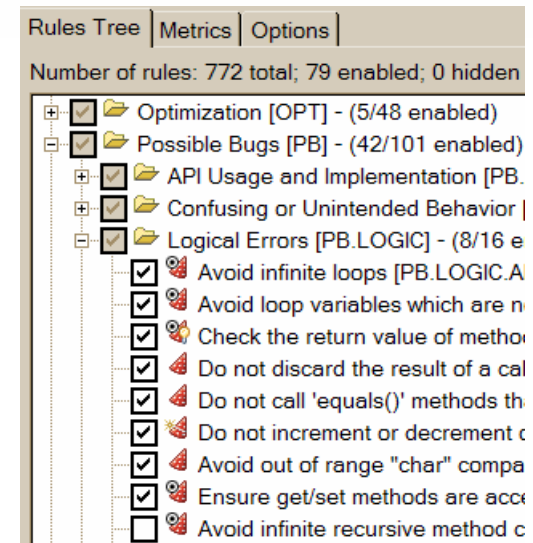 Rules Tree Metrics Options
Number of rules: 772 total; 79 enabled; 0 hidden
Optimization [OPT] - (5/48 enabled)
Possible Bugs [PB] - (42/101 enabled)
API Usage and Implementation [PB.
Confusing or Unintended Behavior [
Logical Errors [PB.LOGIC] - (8/16 e
Avoid infinite loops [PB.LOGIC.A
Avoid loop variables which are n
Check the return value of metho
Do not discard the result of a cal
Do not call 'equals()' methods tha
Do not increment or decrement
Avoid out of range "char" compa
Ensure get/set methods are acce
Avoid infinite recursive method c